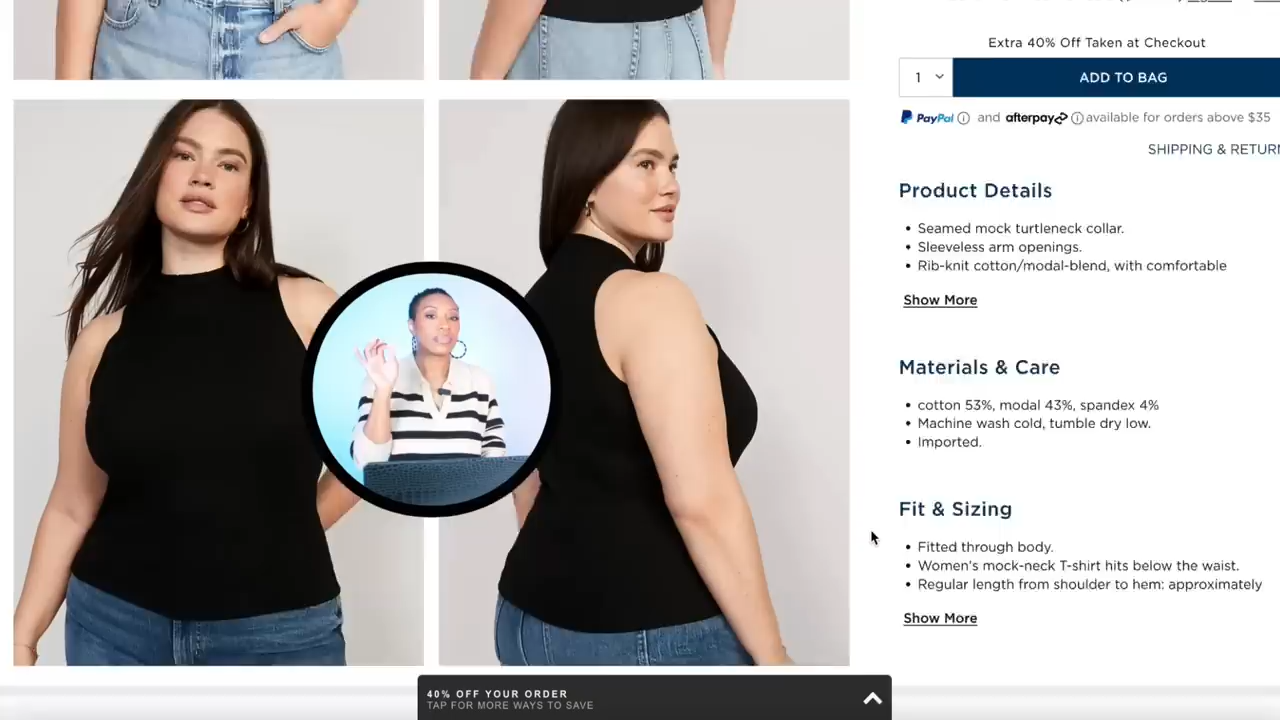 Extra 40% Off Taken at Checkout
1
ADD TO BAG
PayPal and afterpay available for orders above $35
SHIPPING & RETURN
Product Details
• Seamed mock turtleneck collar.
• Sleeveless arm openings.
• Rib-knit cotton/modal-blend, with comfortable
Show More
Materials & Care
• cotton 53%, modal 43%, spandex 4%
• Machine wash cold, tumble dry low.
• Imported.
Fit & Sizing
• Fitted through body.
• Women's mock-neck T-shirt hits below the waist.
• Regular length from shoulder to hem: approximately
Show More
40% OFF YOUR ORDER
TAP FOR MORE WAYS TO SAVE